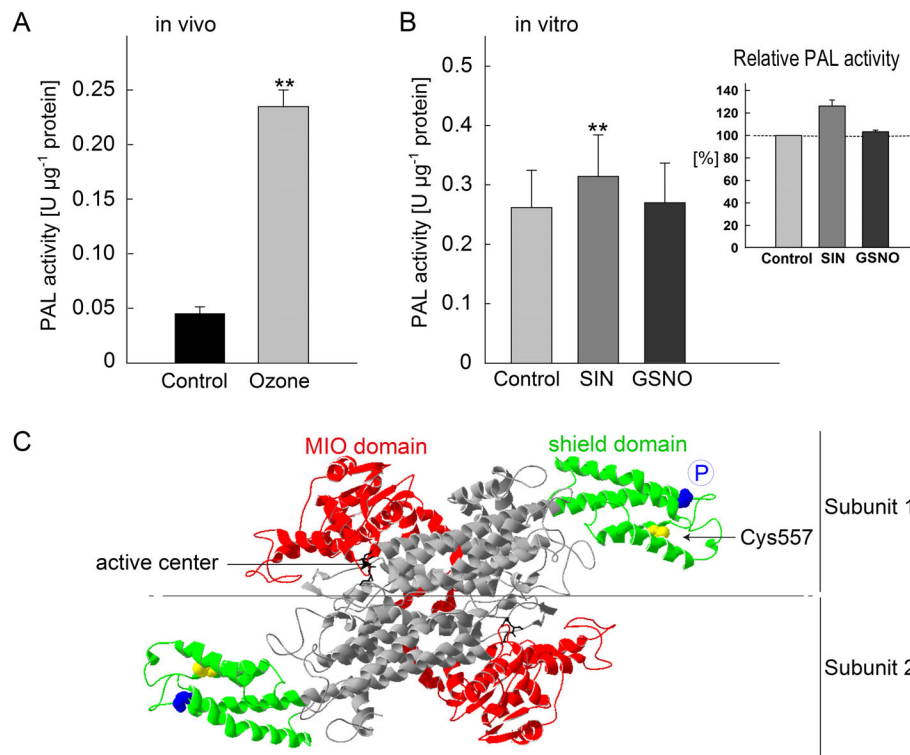 A
in vivo
PAL activity [U µg⁻¹ protein]
0.25
0.20
0.15
0.10
0.05
0
**
Control
Ozone
B
in vitro
PAL activity [U µg⁻¹ protein]
0.5
0.4
0.3
0.2
0.1
0
**
Control
SIN
GSNO
Relative PAL activity
[%]
140
120
100
80
60
40
20
0
Control
SIN
GSNO
C
MIO domain
shield domain
P
Subunit 1
Cys557
active center
Subunit 2